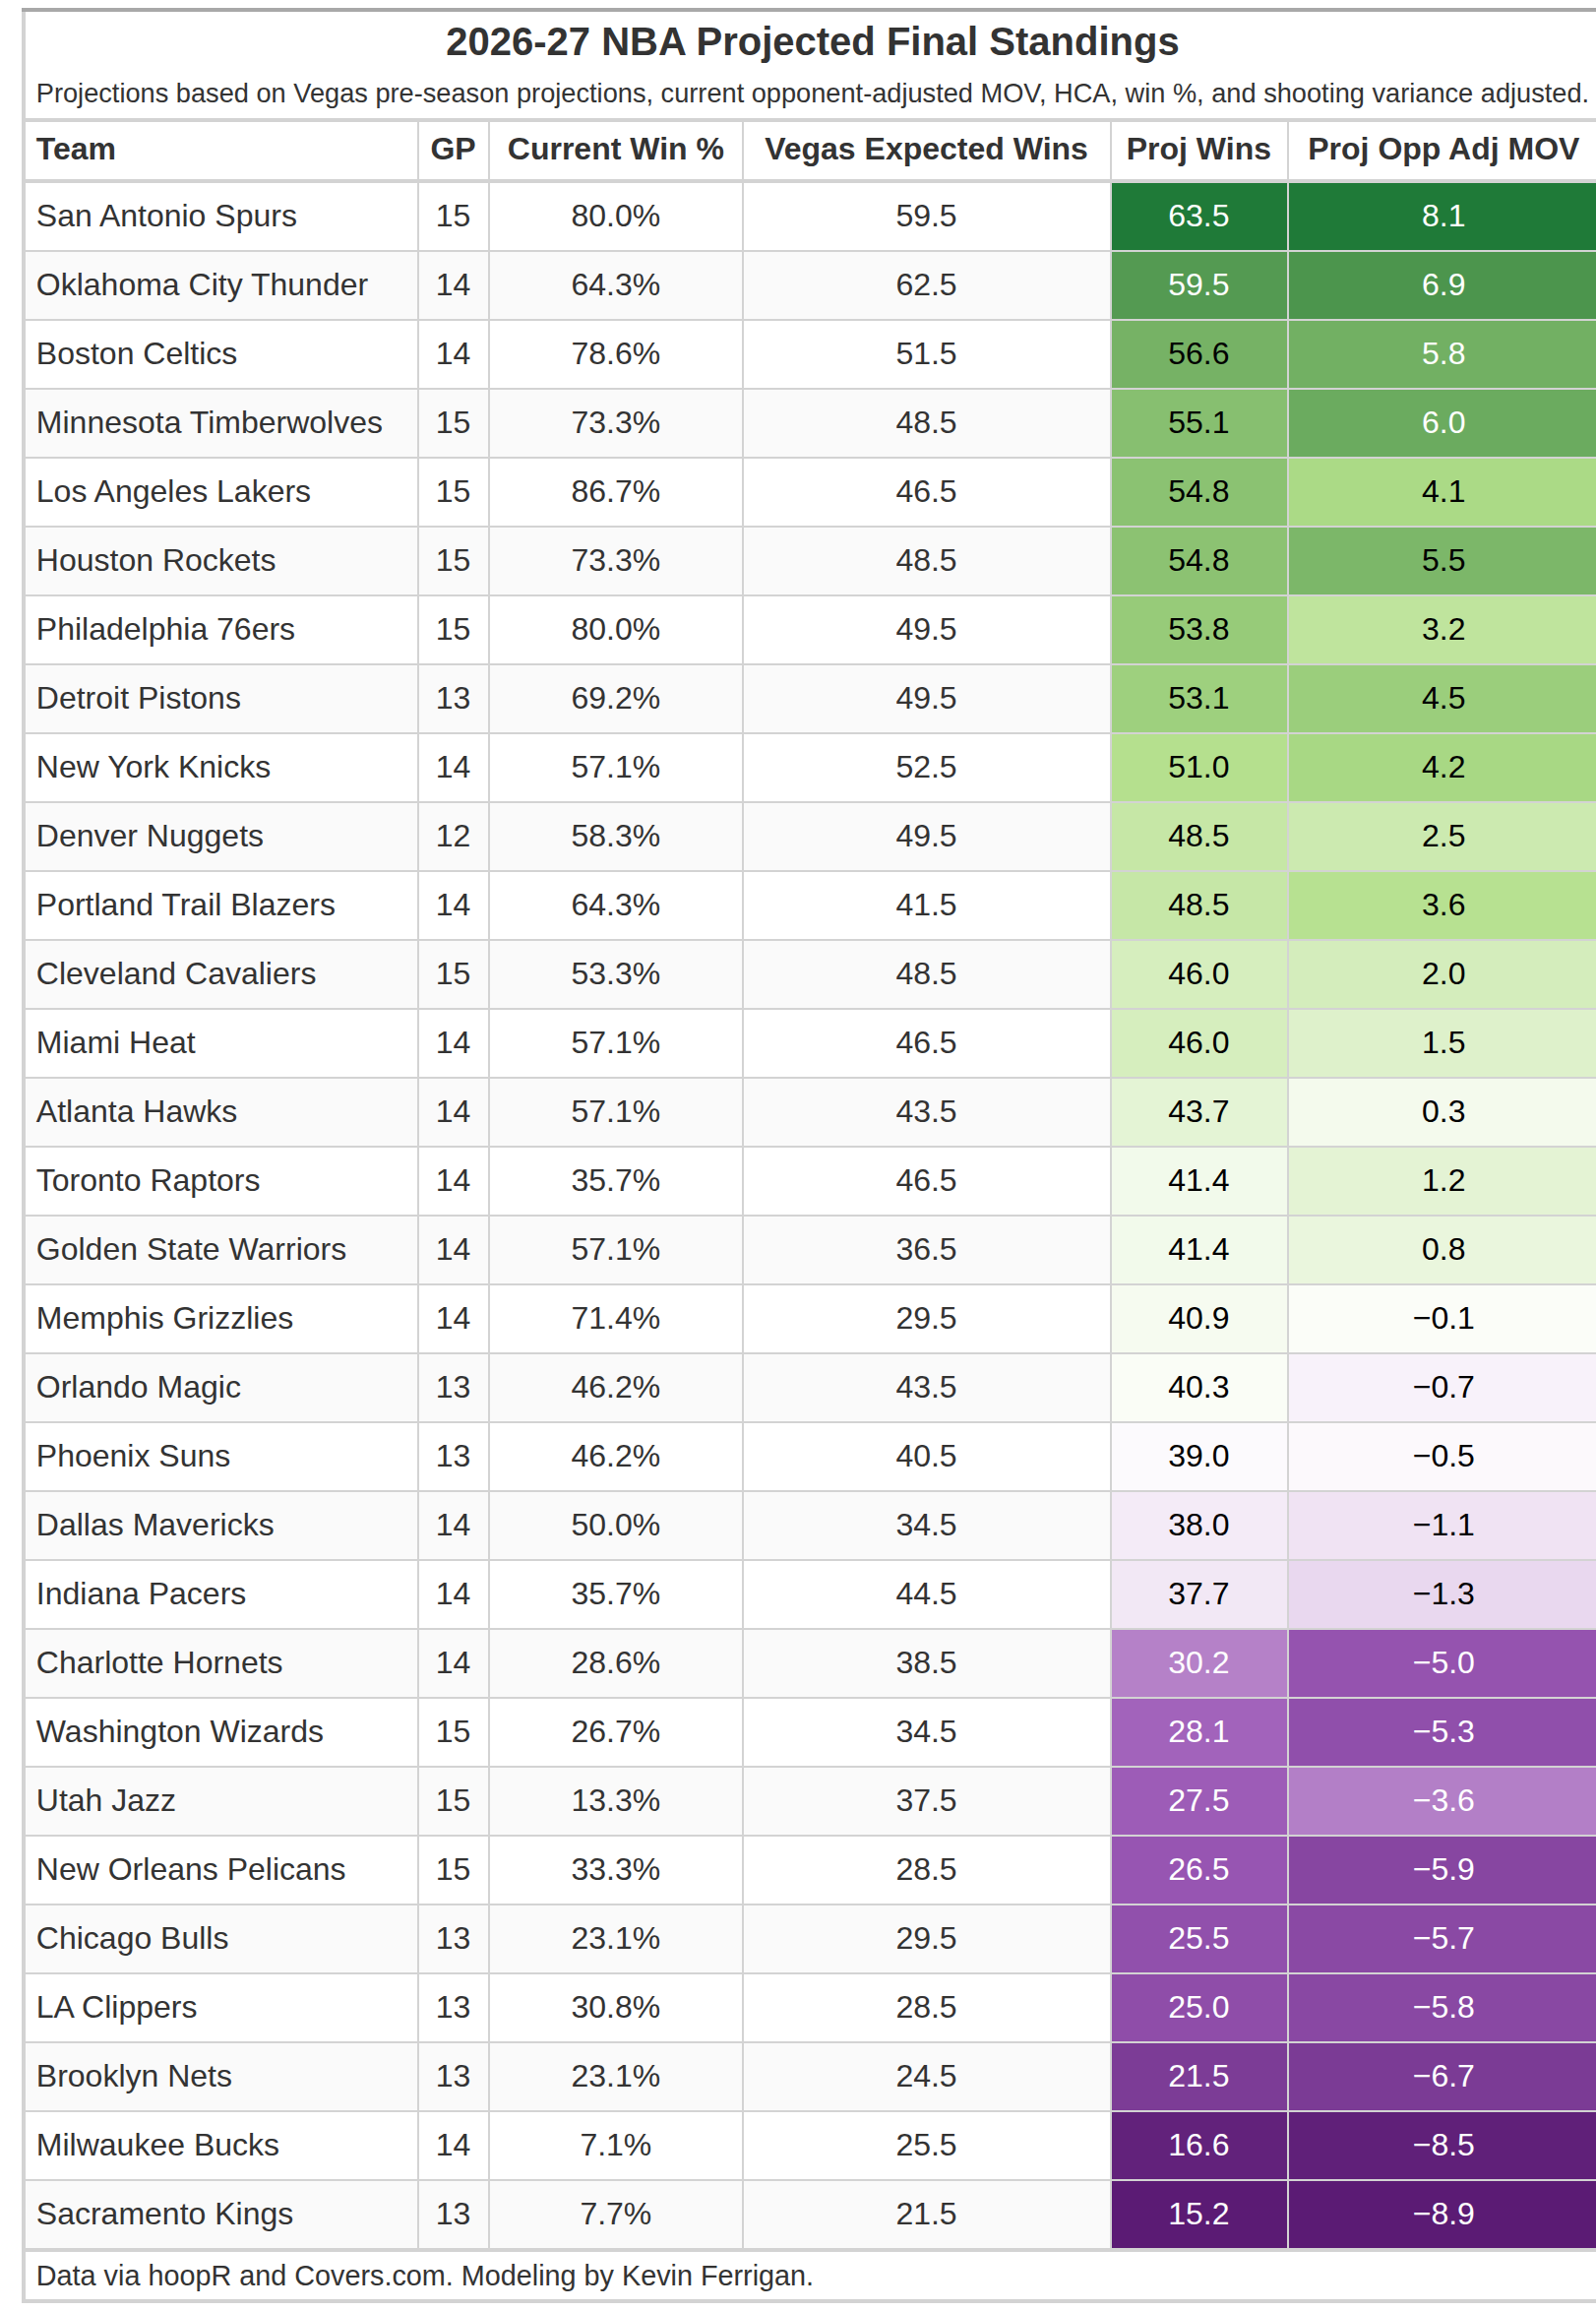 2026-27 NBA Projected Final Standings
Projections based on Vegas pre-season projections, current opponent-adjusted MOV, HCA, win %, and shooting variance adjusted.
Team GP Current Win % Vegas Expected Wins Proj Wins Proj Opp Adj MOV
San Antonio Spurs 15 80.0% 59.5 63.5 8.1
Oklahoma City Thunder 14 64.3% 62.5 59.5 6.9
Boston Celtics 14 78.6% 51.5 56.6 5.8
Minnesota Timberwolves 15 73.3% 48.5 55.1 6.0
Los Angeles Lakers 15 86.7% 46.5 54.8 4.1
Houston Rockets 15 73.3% 48.5 54.8 5.5
Philadelphia 76ers 15 80.0% 49.5 53.8 3.2
Detroit Pistons 13 69.2% 49.5 53.1 4.5
New York Knicks 14 57.1% 52.5 51.0 4.2
Denver Nuggets 12 58.3% 49.5 48.5 2.5
Portland Trail Blazers 14 64.3% 41.5 48.5 3.6
Cleveland Cavaliers 15 53.3% 48.5 46.0 2.0
Miami Heat 14 57.1% 46.5 46.0 1.5
Atlanta Hawks 14 57.1% 43.5 43.7 0.3
Toronto Raptors 14 35.7% 46.5 41.4 1.2
Golden State Warriors 14 57.1% 36.5 41.4 0.8
Memphis Grizzlies 14 71.4% 29.5 40.9 −0.1
Orlando Magic 13 46.2% 43.5 40.3 −0.7
Phoenix Suns 13 46.2% 40.5 39.0 −0.5
Dallas Mavericks 14 50.0% 34.5 38.0 −1.1
Indiana Pacers 14 35.7% 44.5 37.7 −1.3
Charlotte Hornets 14 28.6% 38.5 30.2 −5.0
Washington Wizards 15 26.7% 34.5 28.1 −5.3
Utah Jazz 15 13.3% 37.5 27.5 −3.6
New Orleans Pelicans 15 33.3% 28.5 26.5 −5.9
Chicago Bulls 13 23.1% 29.5 25.5 −5.7
LA Clippers 13 30.8% 28.5 25.0 −5.8
Brooklyn Nets 13 23.1% 24.5 21.5 −6.7
Milwaukee Bucks 14 7.1% 25.5 16.6 −8.5
Sacramento Kings 13 7.7% 21.5 15.2 −8.9
Data via hoopR and Covers.com. Modeling by Kevin Ferrigan.